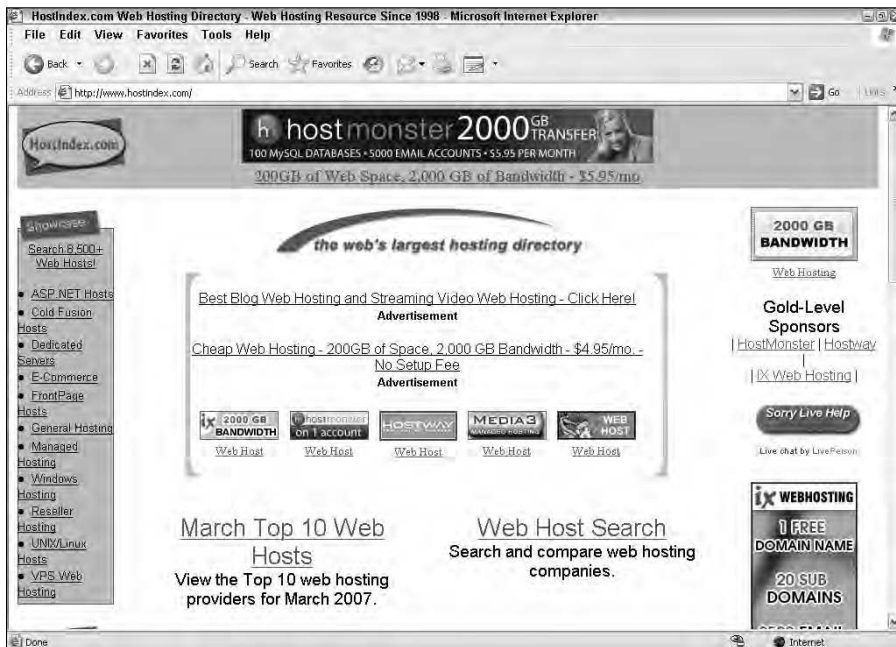 HostIndex.com Web Hosting Directory - Web Hosting Resource Since 1998 - Microsoft Internet Explorer
File Edit View Favorites Tools Help
Back Search Favorites
Address http://www.hostindex.com/ Go Links
HostIndex.com
h hostmonster 2000 GB TRANSFER
100 MySQL DATABASES • 5000 EMAIL ACCOUNTS • $5.95 PER MONTH
200GB of Web Space, 2,000 GB of Bandwidth - $5.95/mo.
Showcase
Search 8,500+
Web Hosts!
• ASP.NET Hosts
• Cold Fusion
Hosts
• Dedicated
Servers
• E-Commerce
• FrontPage
Hosts
• General Hosting
• Managed
Hosting
• Windows
Hosting
• Reseller
Hosting
• UNIX/Linux
Hosts
• VPS Web
Hosting
the web's largest hosting directory
Best Blog Web Hosting and Streaming Video Web Hosting - Click Here!
Advertisement
Cheap Web Hosting - 200GB of Space, 2,000 GB Bandwidth - $4.95/mo. -
No Setup Fee
Advertisement
ix 2000 GB
BANDWIDTH
Web Host
hostmonster
on 1 account
Web Host
HOSTWAY
Web Host
MEDIA3
MANAGED HOSTING
Web Host
WEB
HOST
Web Host
March Top 10 Web
Hosts
View the Top 10 web hosting
providers for March 2007.
Web Host Search
Search and compare web hosting
companies.
2000 GB
BANDWIDTH
Web Hosting
Gold-Level
Sponsors
| HostMonster | Hostway
|
| IX Web Hosting |
Sorry Live Help
Live chat by LivePerson
ix WEBHOSTING
1 FREE
DOMAIN NAME
20 SUB
DOMAINS
Done Internet